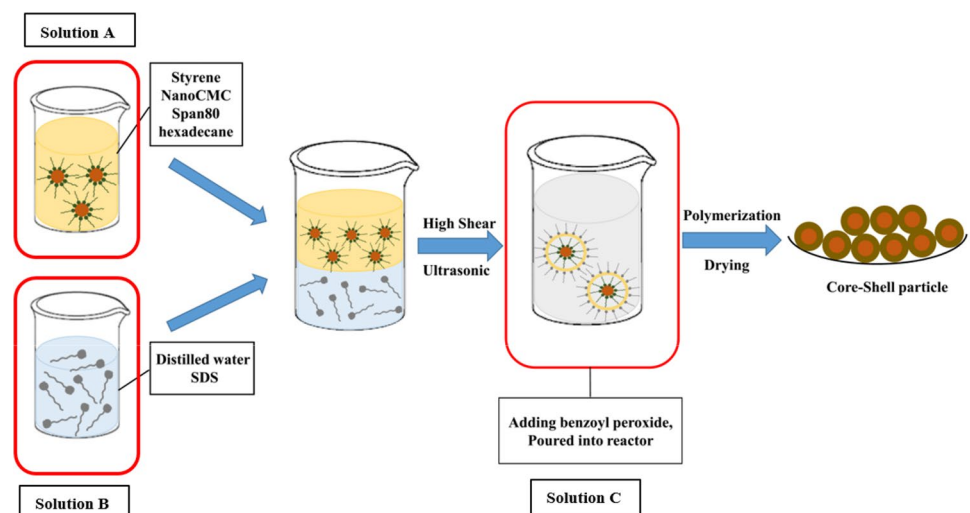 Solution A
Styrene
NanoCMC
Span80
hexadecane
Distilled water
SDS
Solution B
High Shear
Ultrasonic
Adding benzoyl peroxide,
Poured into reactor
Solution C
Polymerization
Drying
Core-Shell particle